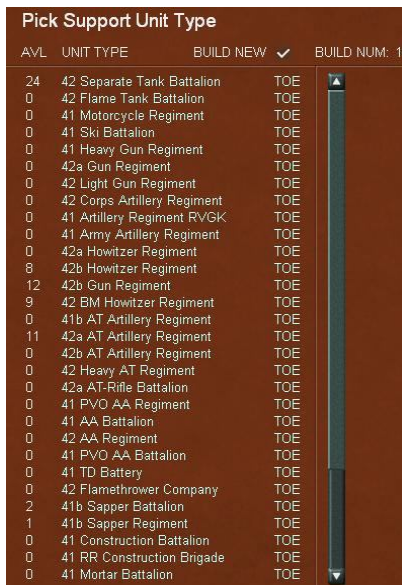 Pick Support Unit Type
AVL UNIT TYPE BUILD NEW ✓ BUILD NUM: 1
24 42 Separate Tank Battalion TOE
0 42 Flame Tank Battalion TOE
0 41 Motorcycle Regiment TOE
0 41 Ski Battalion TOE
0 41 Heavy Gun Regiment TOE
0 42a Gun Regiment TOE
0 42 Light Gun Regiment TOE
0 42 Corps Artillery Regiment TOE
0 41 Artillery Regiment RVGK TOE
0 41 Army Artillery Regiment TOE
0 42a Howitzer Regiment TOE
8 42b Howitzer Regiment TOE
12 42b Gun Regiment TOE
9 42 BM Howitzer Regiment TOE
0 41b AT Artillery Regiment TOE
11 42a AT Artillery Regiment TOE
0 42b AT Artillery Regiment TOE
0 42 Heavy AT Regiment TOE
0 42a AT-Rifle Battalion TOE
0 41 PVO AA Regiment TOE
0 41 AA Battalion TOE
0 42 AA Regiment TOE
0 41 PVO AA Battalion TOE
0 41 TD Battery TOE
0 42 Flamethrower Company TOE
2 41b Sapper Battalion TOE
1 41b Sapper Regiment TOE
0 41 Construction Battalion TOE
0 41 RR Construction Brigade TOE
0 41 Mortar Battalion TOE